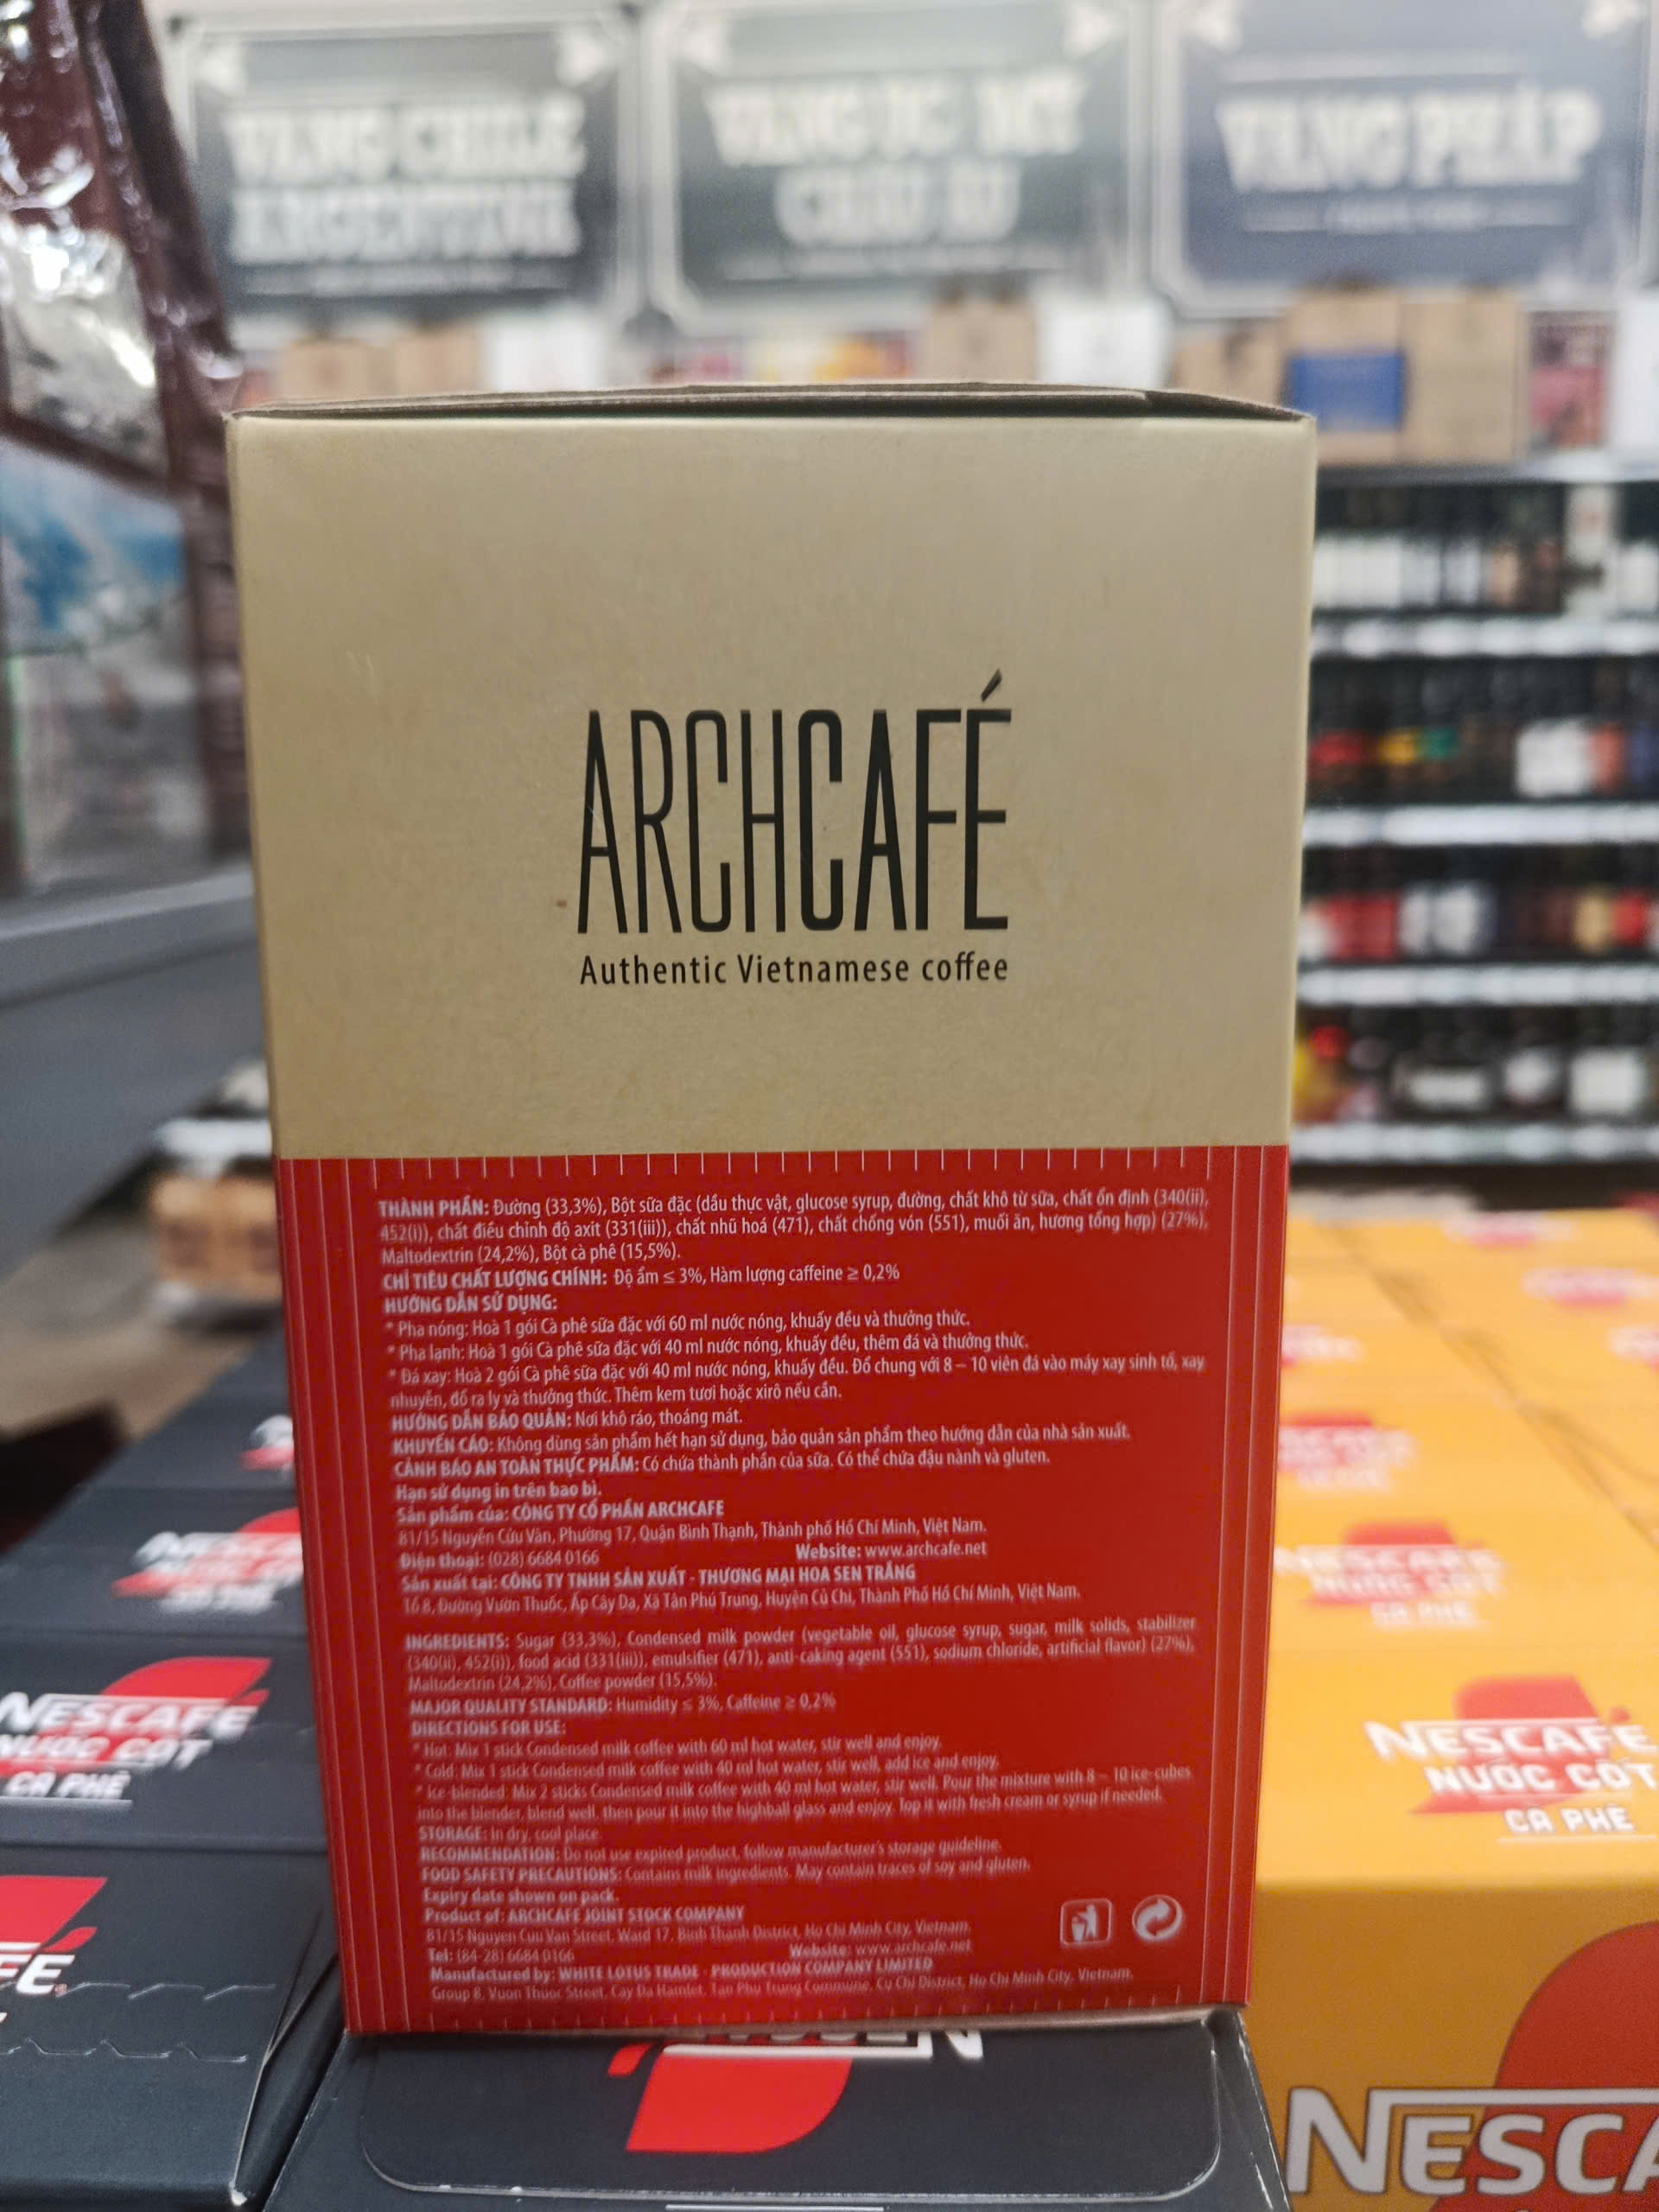 VANG CHILE
ARGENTINA
VANG ÚC MỸ
CHÂU ÂU
VANG PHÁP
ARCHCAFÉ
Authentic Vietnamese coffee
THÀNH PHẦN: Đường (33,3%), Bột sữa đặc (dầu thực vật, glucose syrup, đường, chất khô từ sữa, chất ổn định (340(ii),
452(i)), chất điều chỉnh độ axit (331(iii)), chất nhũ hoá (471), chất chống vón (551), muối ăn, hương tổng hợp) (27%),
Maltodextrin (24,2%), Bột cà phê (15,5%).
CHỈ TIÊU CHẤT LƯỢNG CHÍNH: Độ ẩm ≤ 3%, Hàm lượng caffeine ≥ 0,2%
HƯỚNG DẪN SỬ DỤNG:
* Pha nóng: Hoà 1 gói Cà phê sữa đặc với 60 ml nước nóng, khuấy đều và thưởng thức.
* Pha lạnh: Hoà 1 gói Cà phê sữa đặc với 40 ml nước nóng, khuấy đều, thêm đá và thưởng thức.
* Đá xay: Hoà 2 gói Cà phê sữa đặc với 40 ml nước nóng, khuấy đều. Đổ chung với 8 – 10 viên đá vào máy xay sinh tố, xay
nhuyễn, đổ ra ly và thưởng thức. Thêm kem tươi hoặc xirô nếu cần.
HƯỚNG DẪN BẢO QUẢN: Nơi khô ráo, thoáng mát.
KHUYẾN CÁO: Không dùng sản phẩm hết hạn sử dụng, bảo quản sản phẩm theo hướng dẫn của nhà sản xuất.
CẢNH BÁO AN TOÀN THỰC PHẨM: Có chứa thành phần của sữa. Có thể chứa đậu nành và gluten.
Hạn sử dụng in trên bao bì.
Sản phẩm của: CÔNG TY CỔ PHẦN ARCHCAFE
81/15 Nguyễn Cửu Vân, Phường 17, Quận Bình Thạnh, Thành phố Hồ Chí Minh, Việt Nam.
Điện thoại: (028) 6684 0166 Website: www.archcafe.net
Sản xuất tại: CÔNG TY TNHH SẢN XUẤT - THƯƠNG MẠI HOA SEN TRẮNG
Tổ 8, Đường Vườn Thuốc, Ấp Cây Da, Xã Tân Phú Trung, Huyện Củ Chi, Thành Phố Hồ Chí Minh, Việt Nam.
INGREDIENTS: Sugar (33,3%), Condensed milk powder (vegetable oil, glucose syrup, sugar, milk solids, stabilizer
(340(ii), 452(i)), food acid (331(iii)), emulsifier (471), anti-caking agent (551), sodium chloride, artificial flavor) (27%),
Maltodextrin (24,2%), Coffee powder (15,5%).
MAJOR QUALITY STANDARD: Humidity ≤ 3%, Caffeine ≥ 0,2%
DIRECTIONS FOR USE:
* Hot: Mix 1 stick Condensed milk coffee with 60 ml hot water, stir well and enjoy.
* Cold: Mix 1 stick Condensed milk coffee with 40 ml hot water, stir well, add ice and enjoy.
* Ice-blended: Mix 2 sticks Condensed milk coffee with 40 ml hot water, stir well. Pour the mixture with 8 – 10 ice-cubes
into the blender, blend well, then pour it into the highball glass and enjoy. Top it with fresh cream or syrup if needed.
STORAGE: In dry, cool place.
RECOMMENDATION: Do not use expired product, follow manufacturer's storage guideline.
FOOD SAFETY PRECAUTIONS: Contains milk ingredients. May contain traces of soy and gluten.
Expiry date shown on pack.
Product of: ARCHCAFE JOINT STOCK COMPANY
81/15 Nguyen Cuu Van Street, Ward 17, Binh Thanh District, Ho Chi Minh City, Vietnam.
Tel: (84-28) 6684 0166 Website: www.archcafe.net
Manufactured by: WHITE LOTUS TRADE - PRODUCTION COMPANY LIMITED
Group 8, Vuon Thuoc Street, Cay Da Hamlet, Tan Phu Trung Commune, Cu Chi District, Ho Chi Minh City, Vietnam.
NESCAFÉ
NƯỚC CỐT
CÀ PHÊ
NESCAFÉ
NƯỚC CỐT
CÀ PHÊ
NESCAFÉ
NƯỚC CỐT
CÀ PHÊ
NESCA